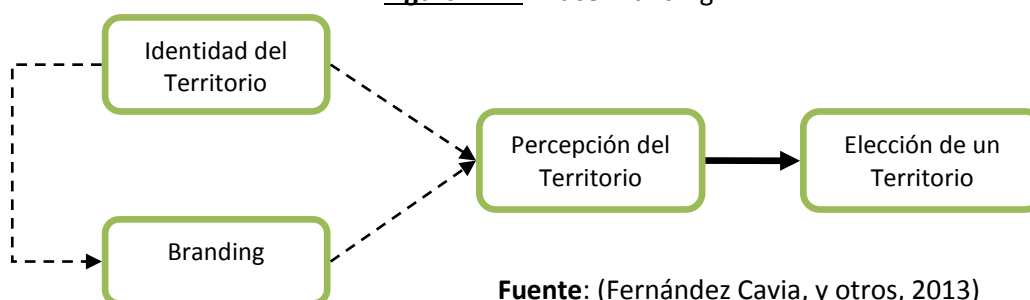 Identidad del
Territorio
Percepción del
Territorio
Elección de un
Territorio
Branding
Fuente: (Fernández Cavia, y otros, 2013)